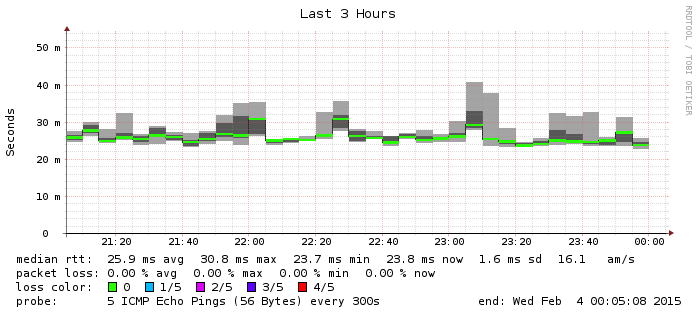 Last 3 Hours
RRDTOOL / TOBI OETIKER
Seconds
50 m
40 m
30 m
20 m
10 m
0
21:20 21:40 22:00 22:20 22:40 23:00 23:20 23:40 00:00
median rtt: 25.9 ms avg 30.8 ms max 23.7 ms min 23.8 ms now 1.6 ms sd 16.1 am/s
packet loss: 0.00 % avg 0.00 % max 0.00 % min 0.00 % now
loss color: 0 1/5 2/5 3/5 4/5
probe: 5 ICMP Echo Pings (56 Bytes) every 300s end: Wed Feb 4 00:05:08 2015